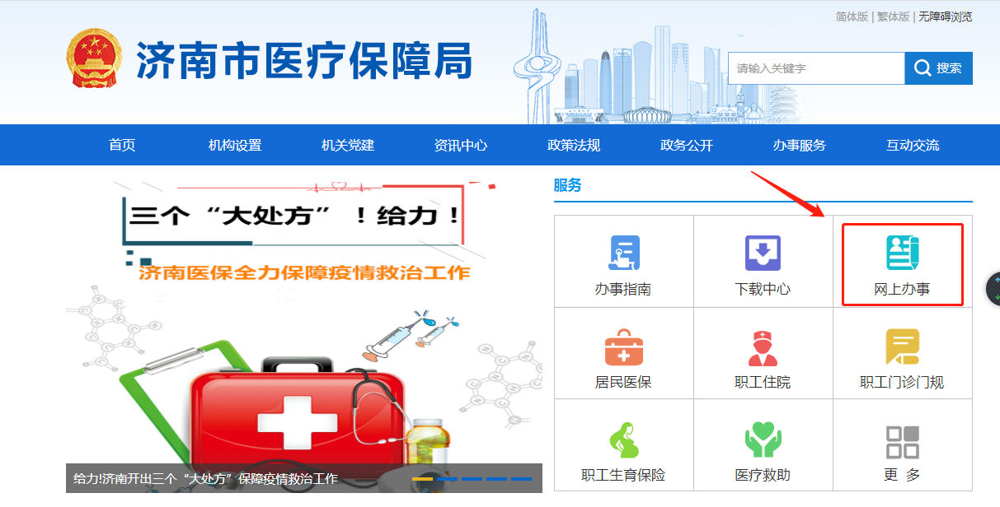 简体版 | 繁体版 | 无障碍浏览
济南市医疗保障局
请输入关键字
搜索
首页 机构设置 机关党建 资讯中心 政策法规 政务公开 办事服务 互动交流
三个“大处方”！给力！
济南医保全力保障疫情救治工作
给力!济南开出三个“大处方”保障疫情救治工作
服务
办事指南 下载中心 网上办事
居民医保 职工住院 职工门诊门规
职工生育保险 医疗救助 更 多